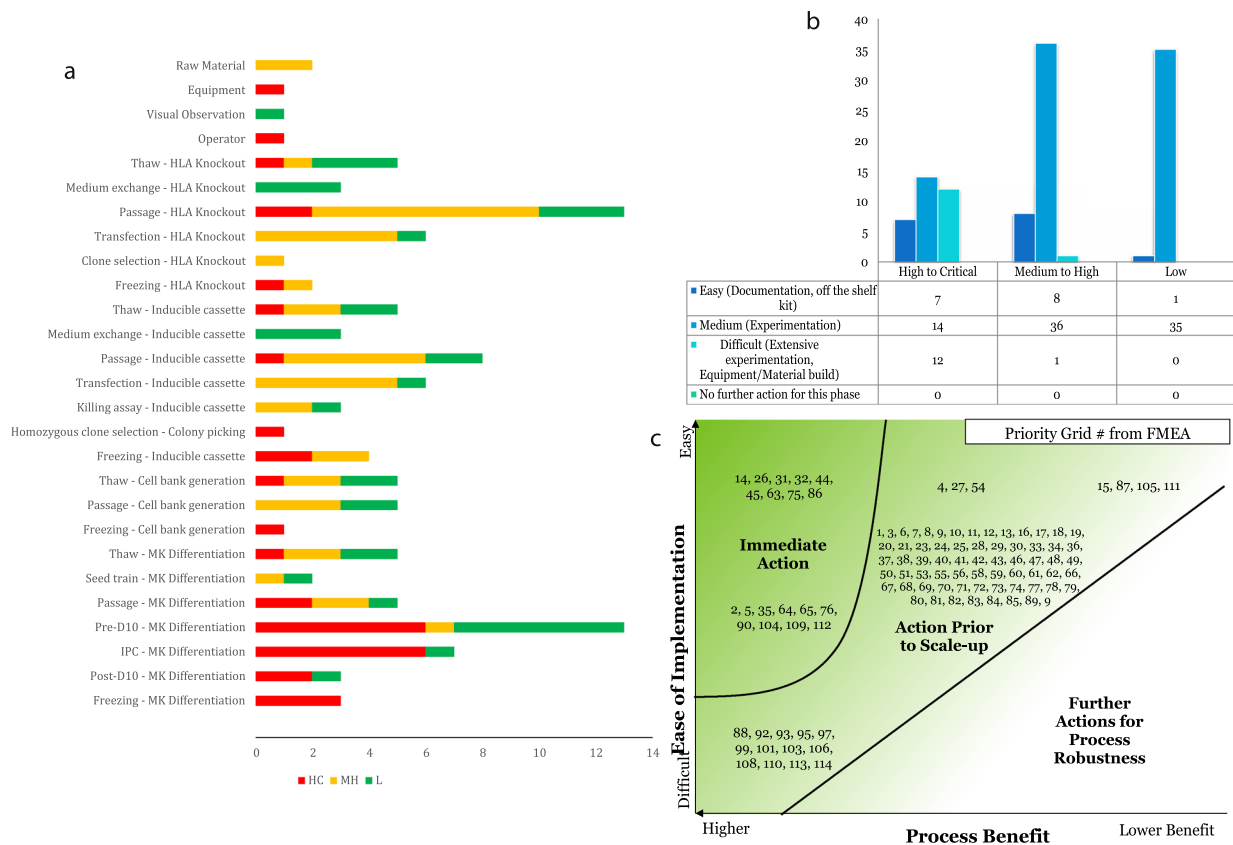 a
Raw Material
Equipment
Visual Observation
Operator
Thaw - HLA Knockout
Medium exchange - HLA Knockout
Passage - HLA Knockout
Transfection - HLA Knockout
Clone selection - HLA Knockout
Freezing - HLA Knockout
Thaw - Inducible cassette
Medium exchange - Inducible cassette
Passage - Inducible cassette
Transfection - Inducible cassette
Killing assay - Inducible cassette
Homozygous clone selection - Colony picking
Freezing - Inducible cassette
Thaw - Cell bank generation
Passage - Cell bank generation
Freezing - Cell bank generation
Thaw - MK Differentiation
Seed train - MK Differentiation
Passage - MK Differentiation
Pre-D10 - MK Differentiation
IPC - MK Differentiation
Post-D10 - MK Differentiation
Freezing - MK Differentiation
0 2 4 6 8 10 12 14
HC MH L
b
40
35
30
25
20
15
10
5
0
High to Critical Medium to High Low
Easy (Documentation, off the shelf
kit) 7 8 1
Medium (Experimentation) 14 36 35
Difficult (Extensive
experimentation,
Equipment/Material build) 12 1 0
No further action for this phase 0 0 0
c
Priority Grid # from FMEA
Easy
Ease of Implementation
Difficult
14, 26, 31, 32, 44,
45, 63, 75, 86
4, 27, 54
15, 87, 105, 111
Immediate
Action
2, 5, 35, 64, 65, 76,
90, 104, 109, 112
1, 3, 6, 7, 8, 9, 10, 11, 12, 13, 16, 17, 18, 19,
20, 21, 23, 24, 25, 28, 29, 30, 33, 34, 36,
37, 38, 39, 40, 41, 42, 43, 46, 47, 48, 49,
50, 51, 53, 55, 56, 58, 59, 60, 61, 62, 66,
67, 68, 69, 70, 71, 72, 73, 74, 77, 78, 79,
80, 81, 82, 83, 84, 85, 89, 9
Action Prior
to Scale-up
88, 92, 93, 95, 97,
99, 101, 103, 106,
108, 110, 113, 114
Further
Actions for
Process
Robustness
Higher
Process Benefit
Lower Benefit